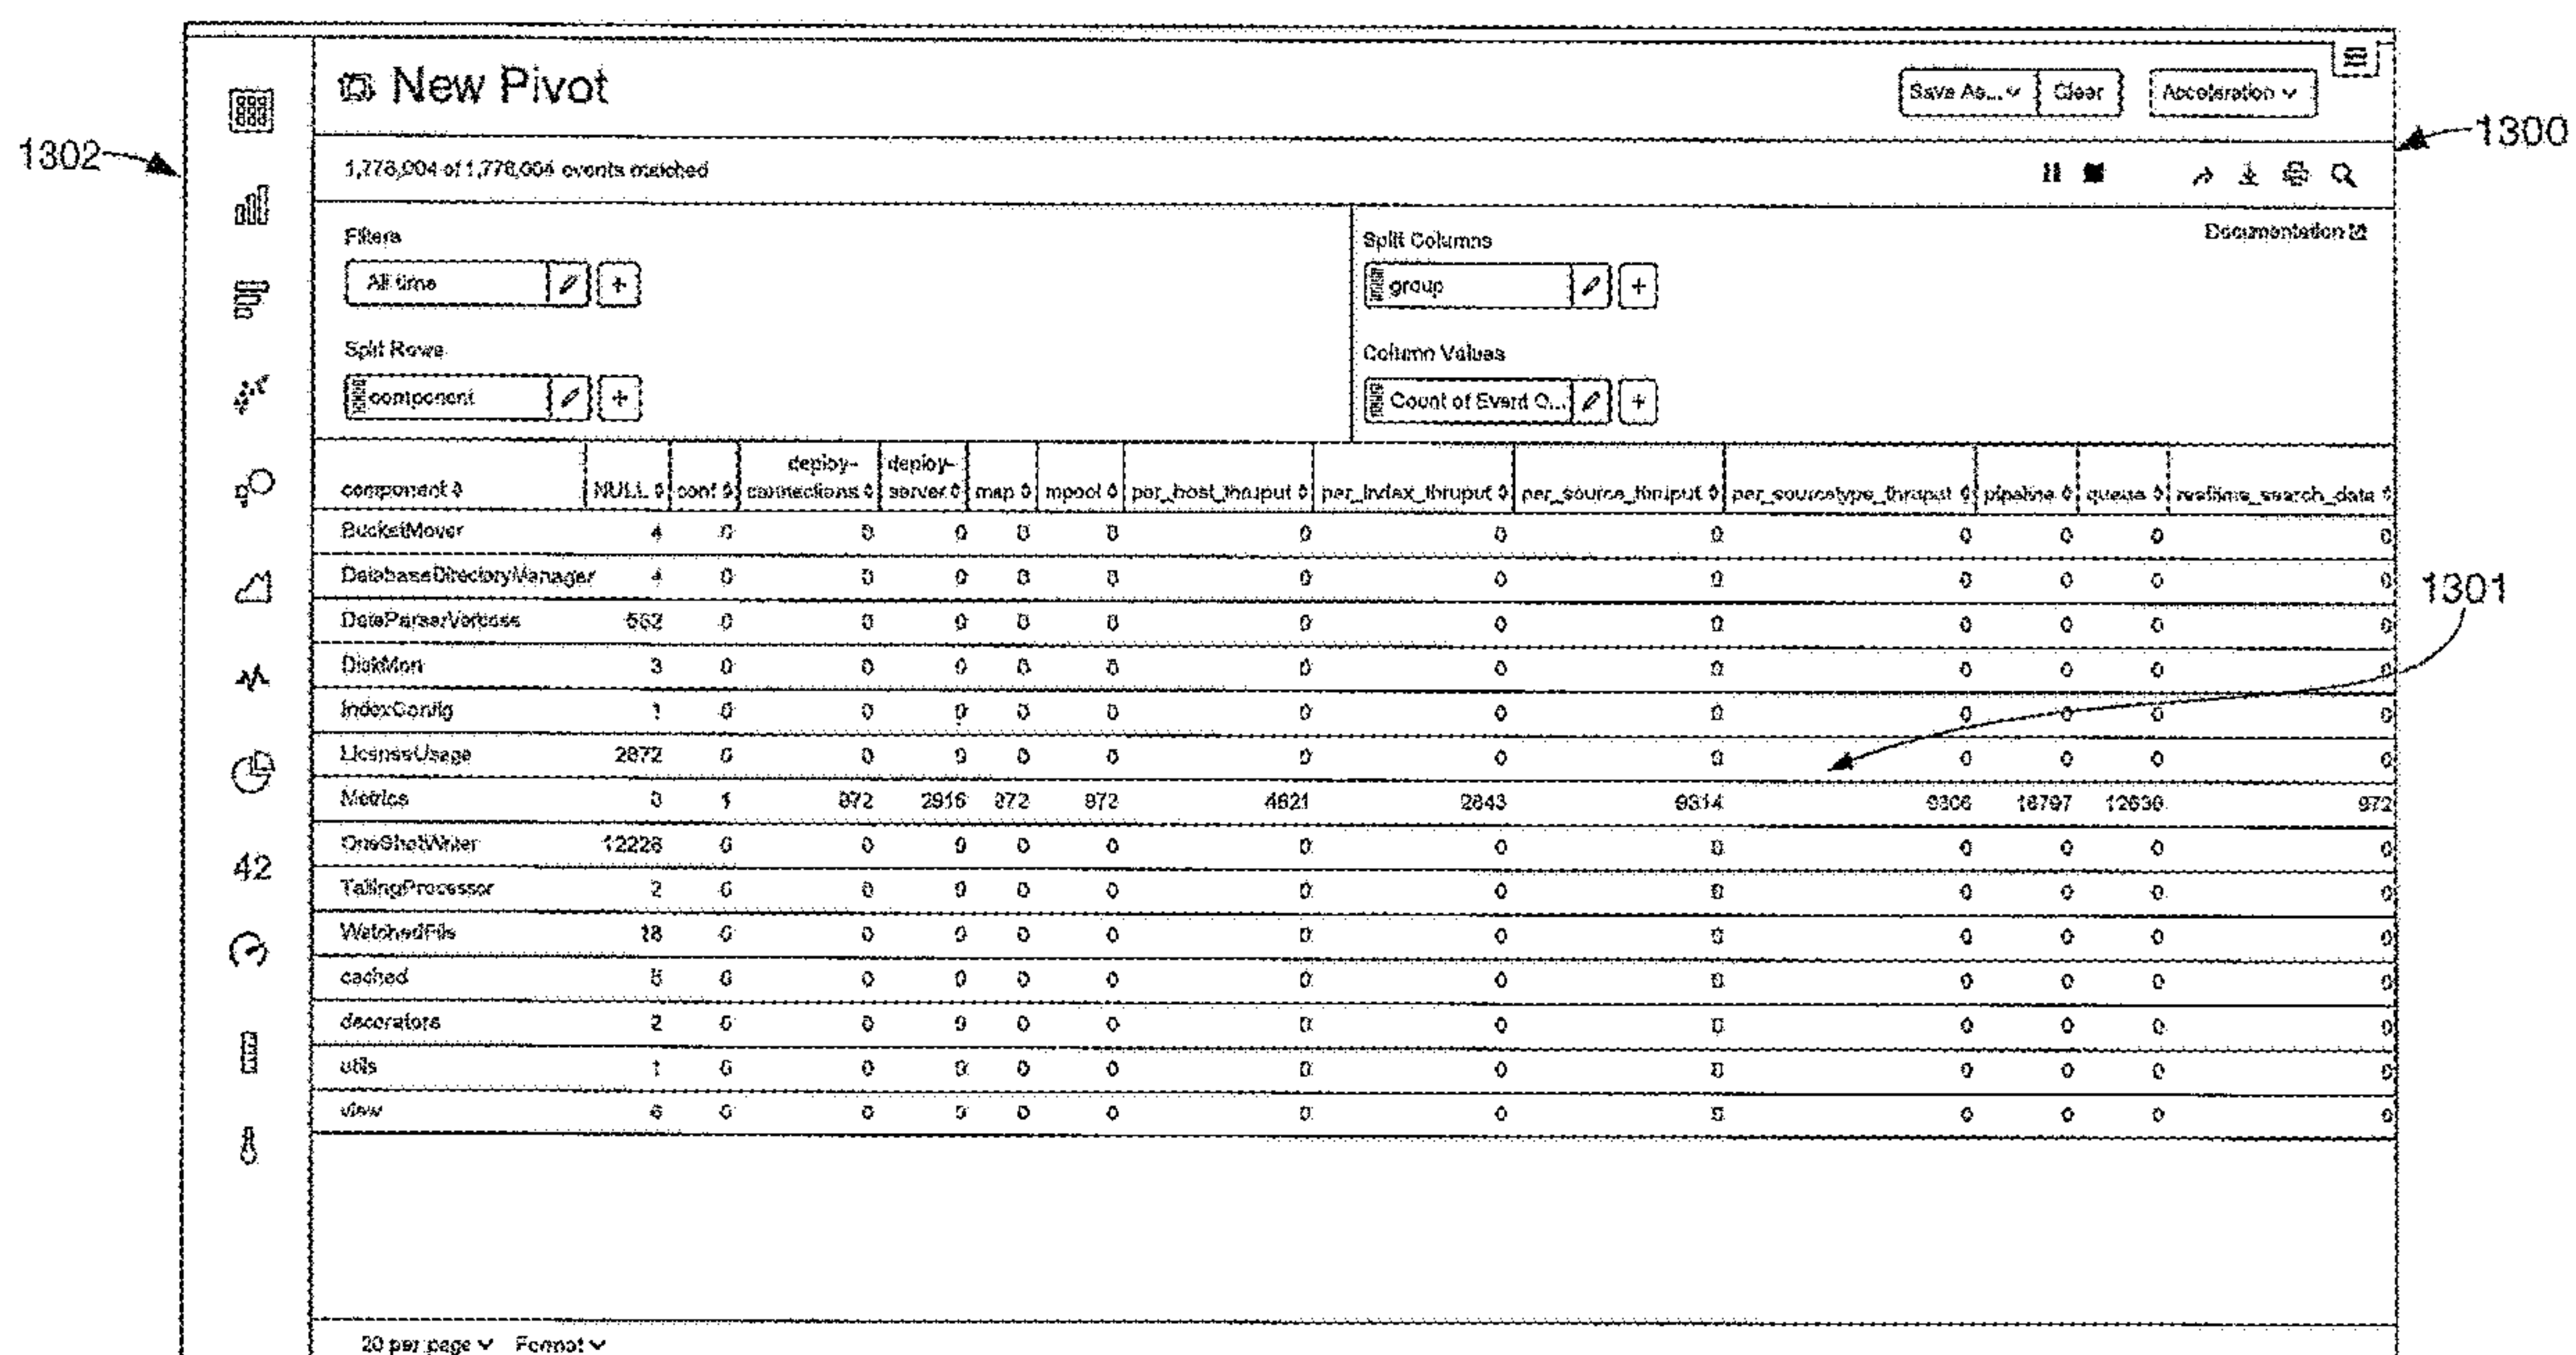 New Pivot
Save As... Clear Acceleration
1302
1300
of events matched
Documentation
Filters
Split Columns
All time
group
Split Rows
Column Values
component
Count of Event O...
component NULL conf deploy-connections deploy-server map mpool per_host_thruput per_index_thruput per_source_thruput per_sourcetype_thruput pipeline queue realtime_search_data
BucketMover 4 0 0 0 0 0 0 0 0 0 0 0 0
DatabaseDirectoryManager 4 0 0 0 0 0 0 0 0 0 0 0 0
1301
DateParserVerbose 0 0 0 0 0 0 0 0 0 0 0 0
DiskMon 3 0 0 0 0 0 0 0 0 0 0 0 0
IndexConfig 1 0 0 0 0 0 0 0 0 0 0 0 0
LicenseUsage 0 0 0 0 0 0 0 0 0 0 0 0
Metrics 0 1 972 2916 972 972 4821 2843 9314 9306 12639 972
OneShotWriter 0 0 0 0 0 0 0 0 0 0 0 0
TailingProcessor 2 0 0 0 0 0 0 0 0 0 0 0 0
WatchedFile 18 0 0 0 0 0 0 0 0 0 0 0 0
cached 5 0 0 0 0 0 0 0 0 0 0 0 0
decorators 2 0 0 0 0 0 0 0 0 0 0 0 0
utils 1 0 0 0 0 0 0 0 0 0 0 0 0
view 6 0 0 0 0 0 0 0 0 0 0 0 0
42
20 per page Format